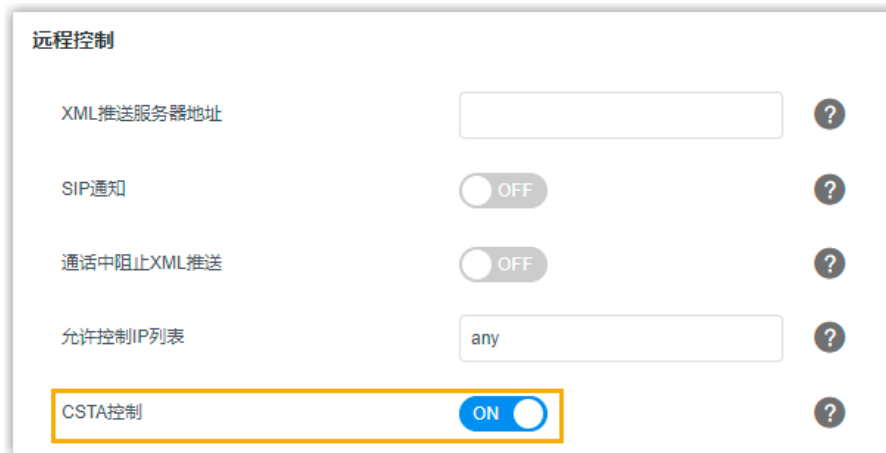 远程控制
XML推送服务器地址
?
SIP通知
OFF
?
通话中阻止XML推送
OFF
?
允许控制IP列表
any
?
CSTA控制
ON
?